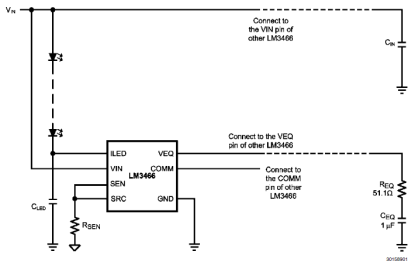 VIN
Connect to
the VIN pin of
other LM3466
CIN
Connect to the VEQ
pin of other LM3466
ILED
VEQ
LM3466
VIN
COMM
Connect to
the COMM
pin of other
LM3466
SEN
SRC
GND
CLED
RSEN
REQ
51.1Ω
CEQ
1 μF
30150901